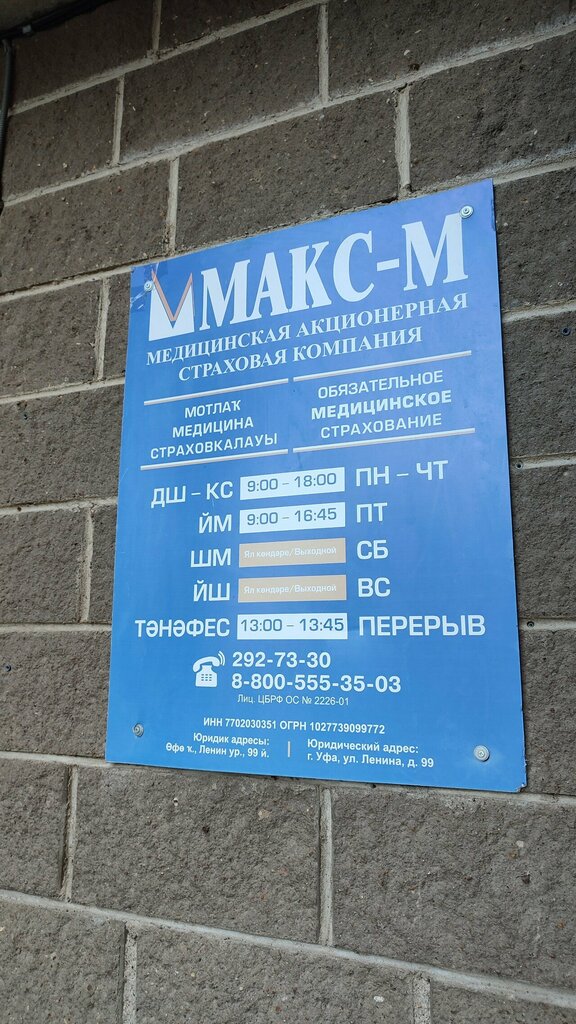 МАКС-М
МЕДИЦИНСКАЯ АКЦИОНЕРНАЯ
СТРАХОВАЯ КОМПАНИЯ
МОТЛАҠ
МЕДИЦИНА
СТРАХОВКАЛАУЫ
ОБЯЗАТЕЛЬНОЕ
МЕДИЦИНСКОЕ
СТРАХОВАНИЕ
ДШ – КС 9:00 – 18:00 ПН – ЧТ
ЙМ 9:00 – 16:45 ПТ
ШМ Ял көндәре/Выходной СБ
ЙШ Ял көндәре/Выходной ВС
ТӘНӘФЕС 13:00 – 13:45 ПЕРЕРЫВ
292-73-30
8-800-555-35-03
Лиц. ЦБРФ ОС № 2226-01
ИНН 7702030351 ОГРН 1027739099772
Юридик адресы:
Өфө ҡ., Ленин ур., 99 й.
Юридический адрес:
г. Уфа, ул. Ленина, д. 99